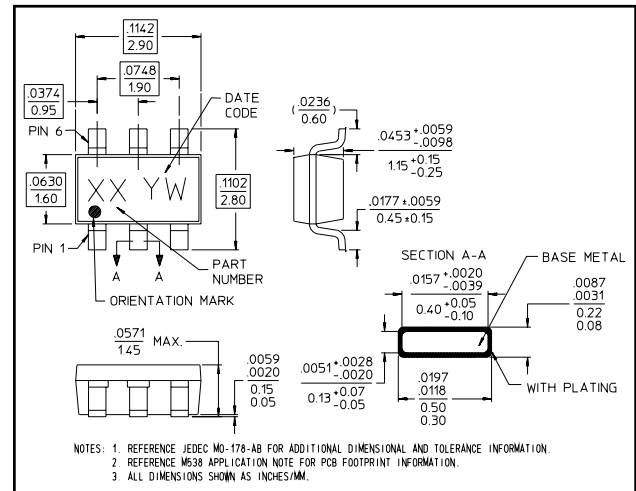 .1142
2.90
.0748
1.90
.0374
0.95
DATE
CODE
PIN 6
.0630
1.60
XX YW
.1102
2.80
PIN 1
A A
PART
NUMBER
ORIENTATION MARK
( .0236
0.60 )
.0453 +.0059
-.0098
1.15 +0.15
-0.25
.0177 ±.0059
0.45 ±0.15
SECTION A-A
BASE METAL
.0157 +.0020
-.0039
0.40 +0.05
-0.10
.0087
.0031
0.22
0.08
.0571
1.45 MAX.
.0059
.0020
0.15
0.05
.0051 +.0028
-.0020
0.13 +0.07
-0.05
.0197
.0118
0.50
0.30
WITH PLATING
NOTES: 1. REFERENCE JEDEC MO-178-AB FOR ADDITIONAL DIMENSIONAL AND TOLERANCE INFORMATION.
2. REFERENCE M538 APPLICATION NOTE FOR PCB FOOTPRINT INFORMATION.
3. ALL DIMENSIONS SHOWN AS INCHES/MM.